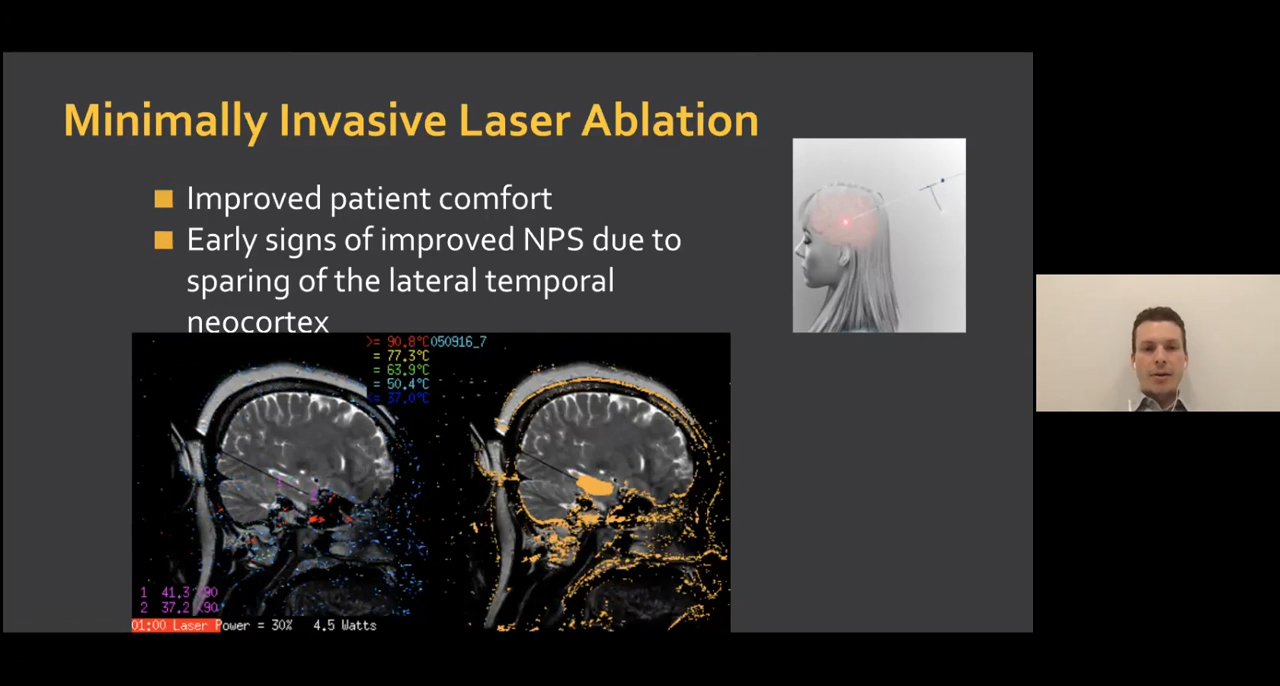 Minimally Invasive Laser Ablation
Improved patient comfort
Early signs of improved NPS due to
sparing of the lateral temporal
neocortex
>= 90.8°C 050916_7
= 77.3°C
= 63.9°C
= 50.4°C
<= 37.0°C
1 41.3 <90
2 37.2 <90
01:00 Laser Power = 30% 4.5 Watts